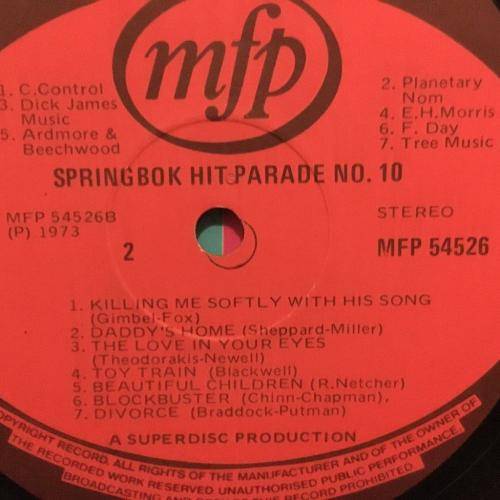 mfp
1. C.Control
3. Dick James
Music
5. Ardmore &
Beechwood
2. Planetary
Nom
4. E.H.Morris
6. F. Day
7. Tree Music
SPRINGBOK HIT PARADE NO. 10
MFP 54526B
(P) 1973
2
STEREO
MFP 54526
1. KILLING ME SOFTLY WITH HIS SONG
(Gimbel-Fox)
2. DADDY'S HOME (Sheppard-Miller)
3. THE LOVE IN YOUR EYES
(Theodorakis-Newell)
4. TOY TRAIN (Blackwell)
5. BEAUTIFUL CHILDREN (R.Netcher)
6. BLOCKBUSTER (Chinn-Chapman),
7. DIVORCE (Braddock-Putman)
A SUPERDISC PRODUCTION
COPYRIGHT RECORD. ALL RIGHTS OF THE MANUFACTURER AND OF THE OWNER OF
THE RECORDED WORK RESERVED UNAUTHORISED PUBLIC PERFORMANCE,
BROADCASTING AND COPYING THIS RECORD PROHIBITED